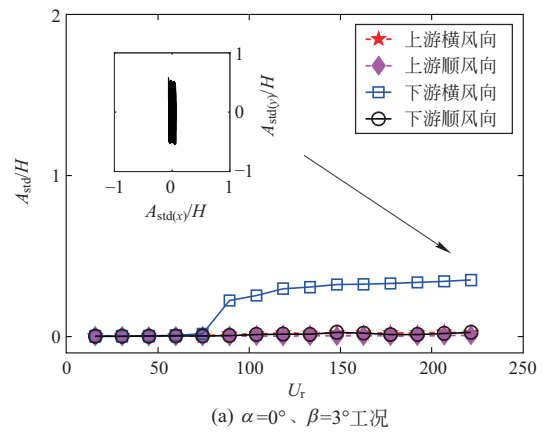 2
1
0
A_std/H
0
50
100
150
200
250
U_r
上游横风向
上游顺风向
下游横风向
下游顺风向
1
0
−1
A_std(y)/H
−1
0
1
A_std(x)/H
(a) α=0°、β=3°工况